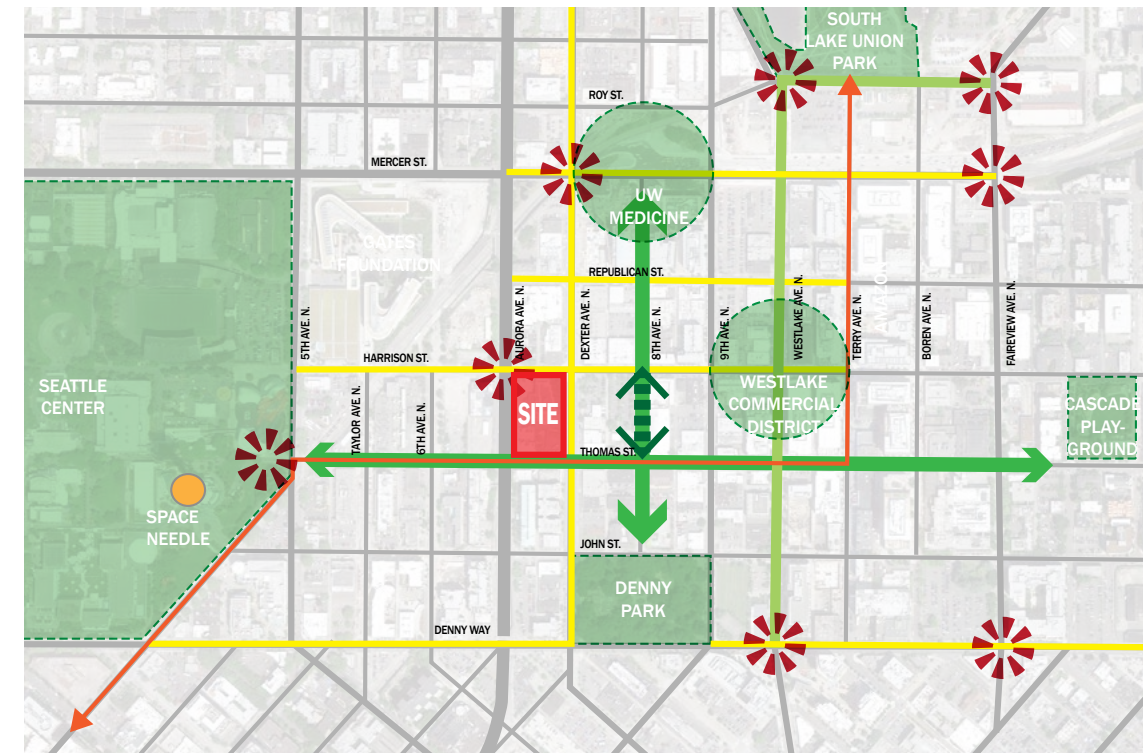 SOUTH
LAKE UNION
PARK
ROY ST.
MERCER ST.
UW
MEDICINE
GATES
FOUNDATION
REPUBLICAN ST.
AMAZON
5TH AVE. N.
AURORA AVE. N.
DEXTER AVE. N.
8TH AVE. N.
9TH AVE. N.
WESTLAKE AVE. N.
TERRY AVE. N.
BOREN AVE. N.
FAIREVIEW AVE. N.
HARRISON ST.
SEATTLE
CENTER
TAYLOR AVE. N.
6TH AVE. N.
SITE
WESTLAKE
COMMERCIAL
DISTRICT
CASCADE
PLAY-
GROUND
THOMAS ST.
SPACE
NEEDLE
JOHN ST.
DENNY
PARK
DENNY WAY